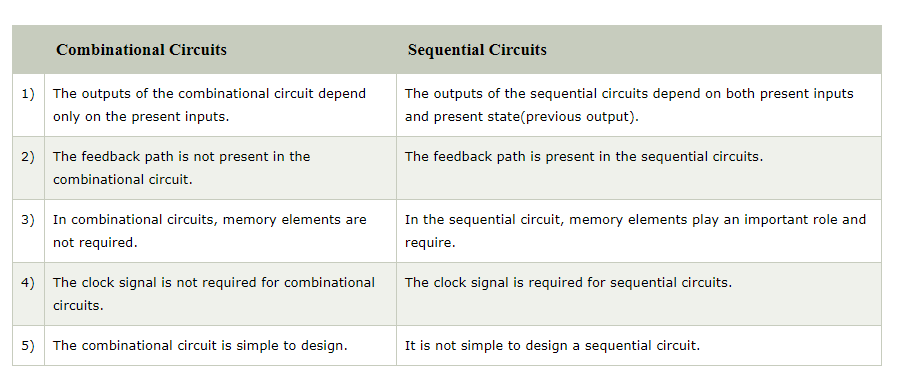 Combinational Circuits Sequential Circuits
1) The outputs of the combinational circuit depend The outputs of the sequential circuits depend on both present inputs
only on the present inputs. and present state(previous output).
2) The feedback path is not present in the The feedback path is present in the sequential circuits.
combinational circuit.
3) In combinational circuits, memory elements are In the sequential circuit, memory elements play an important role and
not required. require.
4) The clock signal is not required for combinational The clock signal is required for sequential circuits.
circuits.
5) The combinational circuit is simple to design. It is not simple to design a sequential circuit.